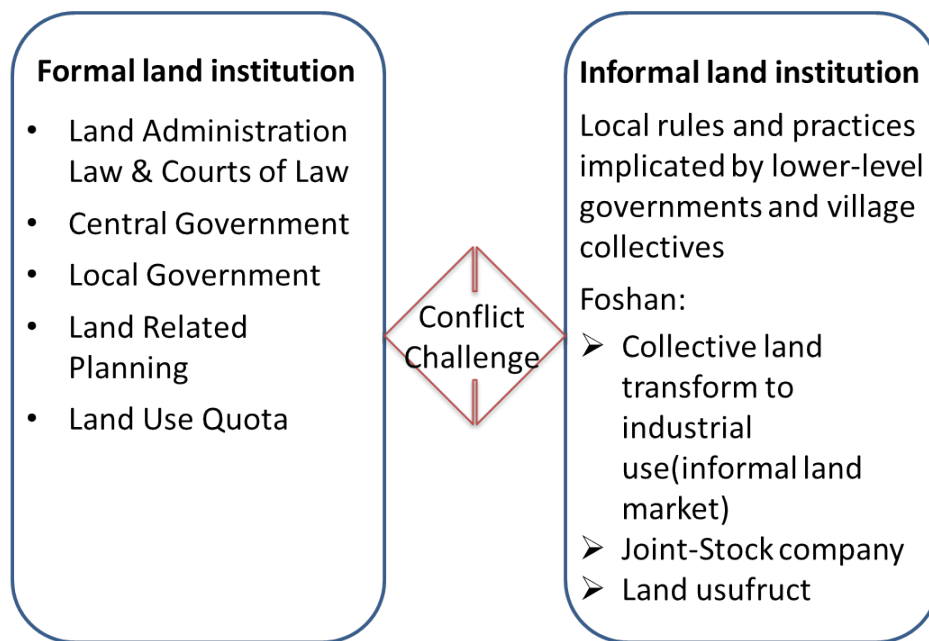 Formal land institution
• Land Administration
Law & Courts of Law
• Central Government
• Local Government
• Land Related
Planning
• Land Use Quota
Conflict
Challenge
Informal land institution
Local rules and practices
implicated by lower-level
governments and village
collectives
Foshan:
➢ Collective land
transform to
industrial
use(informal land
market)
➢ Joint-Stock company
➢ Land usufruct